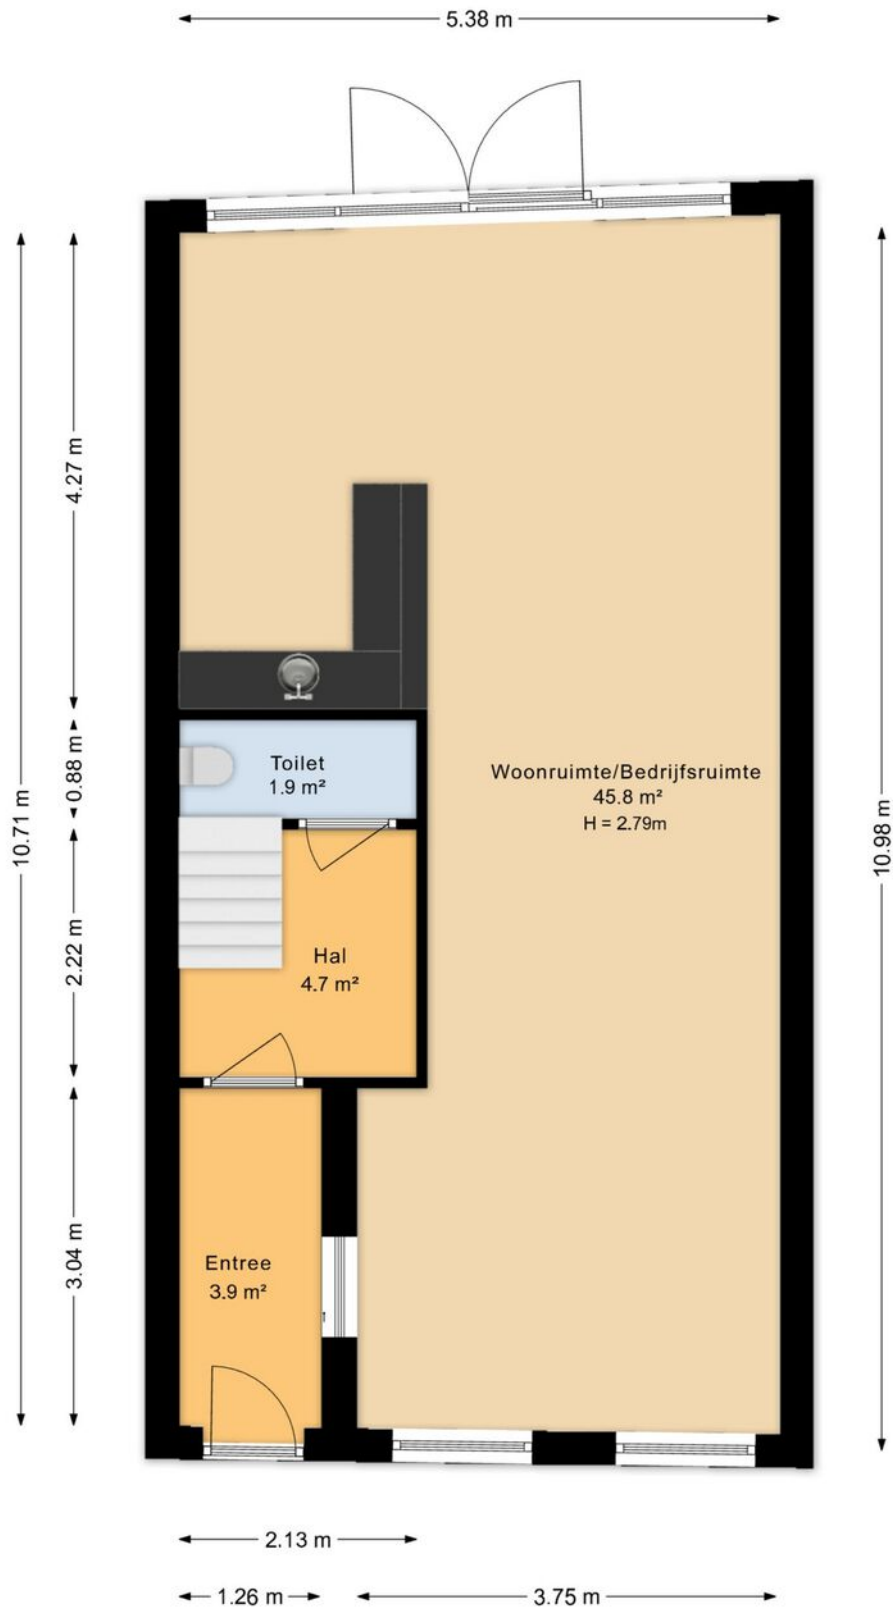 5.38 m
4.27 m
0.88 m
Toilet
1.9 m²
Woonruimte/Bedrijfsruimte
45.8 m²
H = 2.79m
10.71 m
10.98 m
2.22 m
Hal
4.7 m²
3.04 m
Entree
3.9 m²
2.13 m
1.26 m
3.75 m